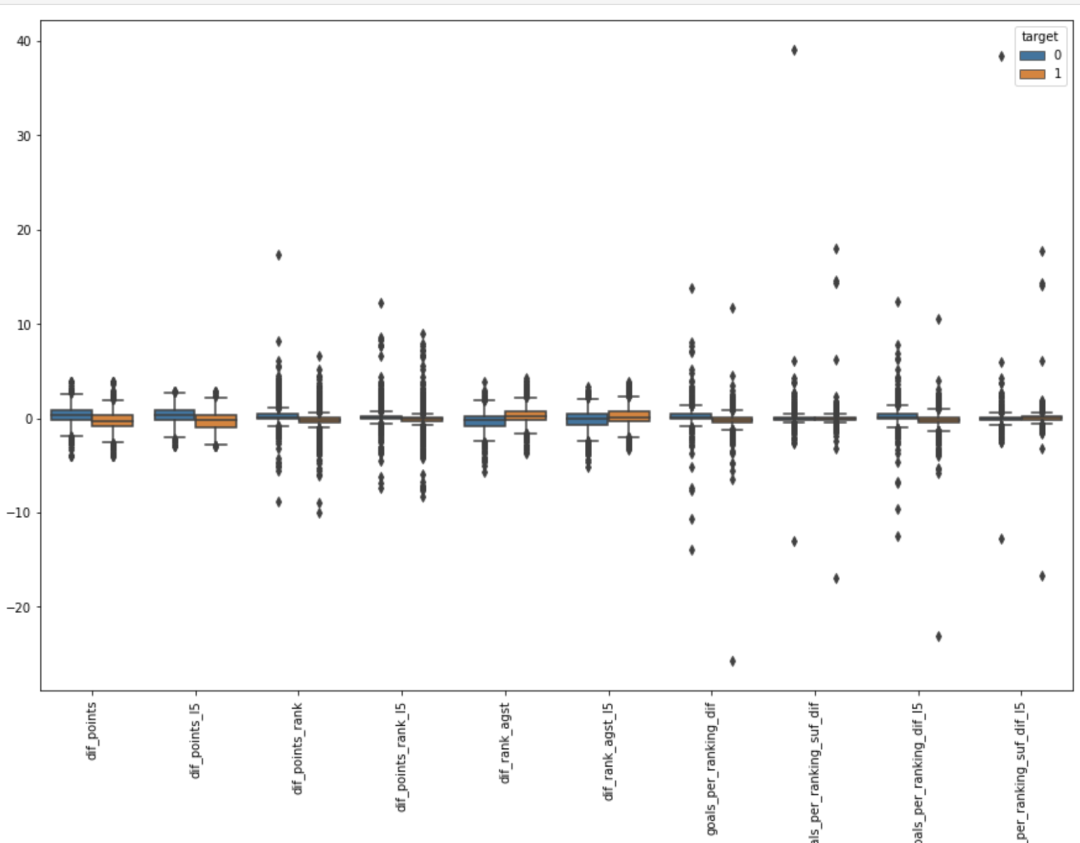 40
30
20
10
0
−10
−20
target
0
1
dif_points
dif_points_l5
dif_points_rank
dif_points_rank_l5
dif_rank_agst
dif_rank_agst_l5
goals_per_ranking_dif
als_per_ranking_suf_dif
oals_per_ranking_dif_l5
_per_ranking_suf_dif_l5